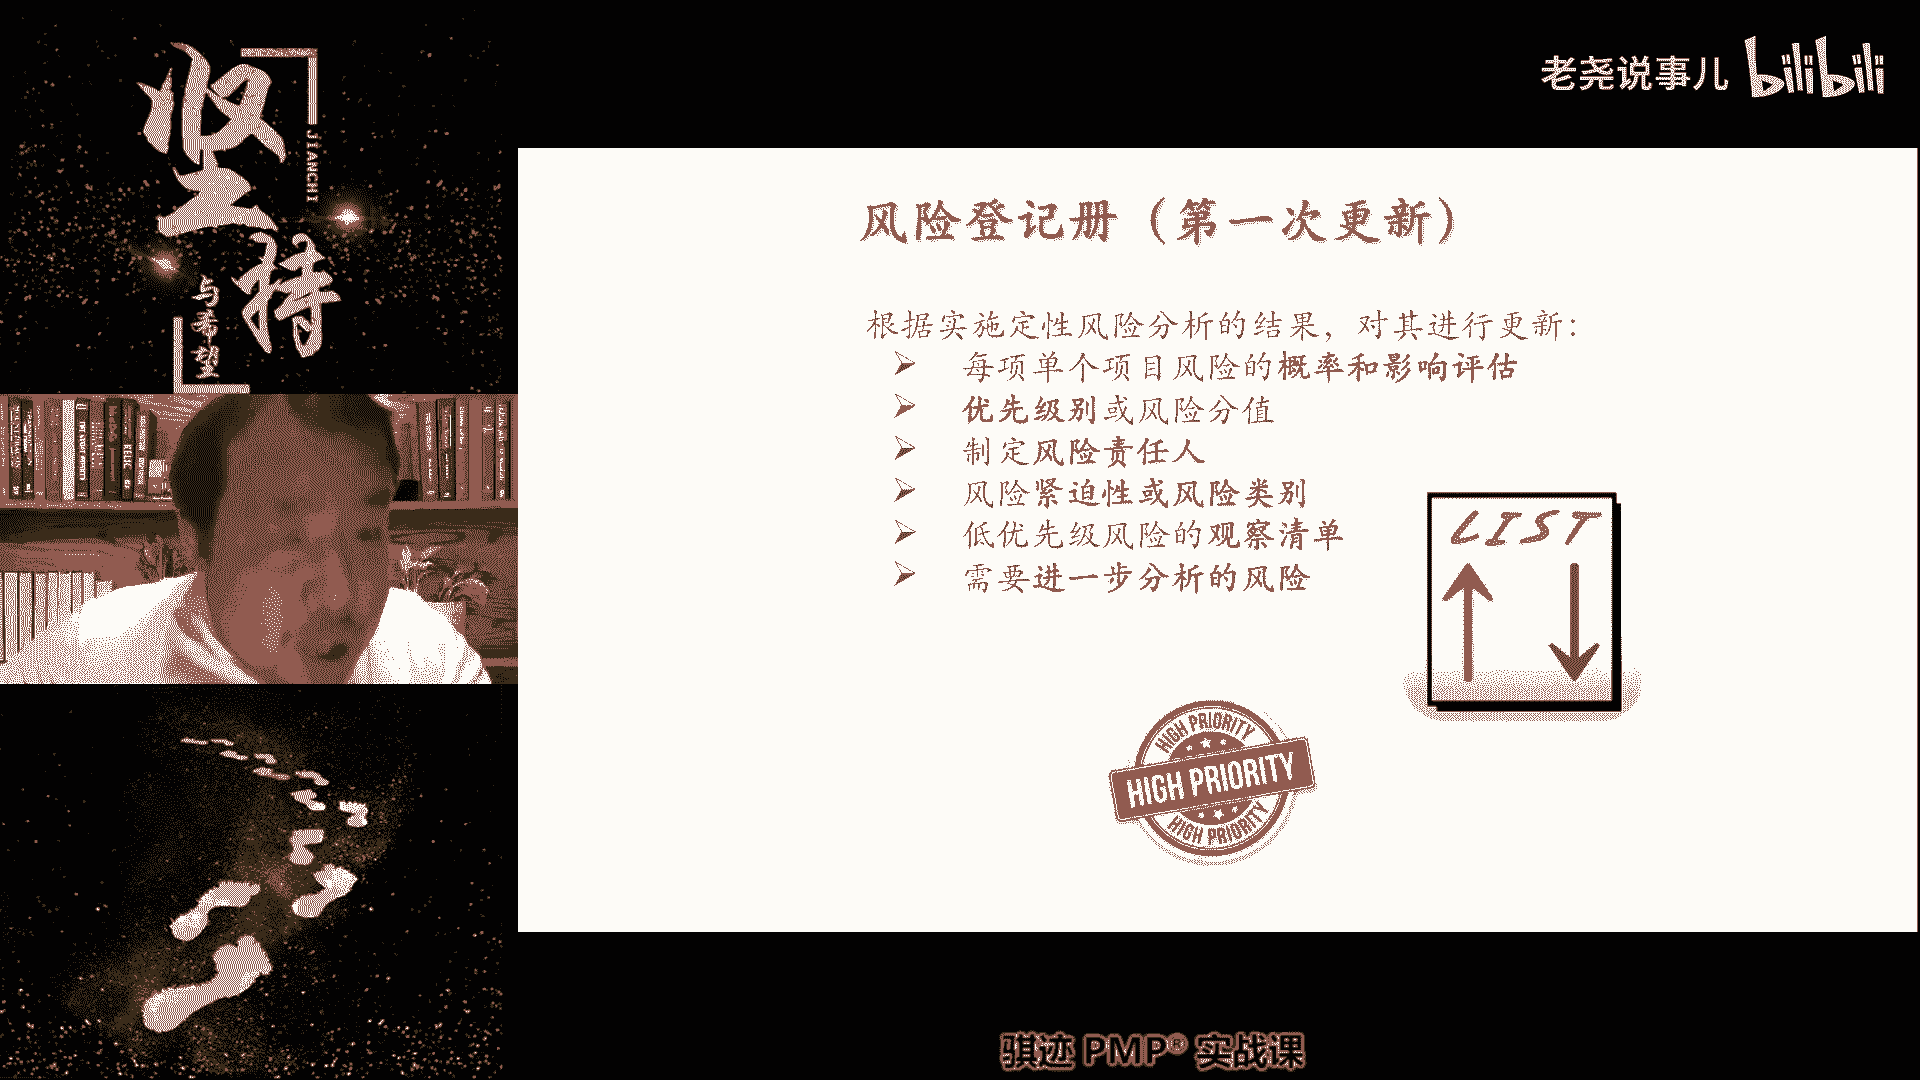 坚持
JIANCHI
与希望
老尧说事儿 bilibili
风险登记册（第一次更新）
根据实施定性风险分析的结果，对其进行更新：
➢ 每项单个项目风险的概率和影响评估
➢ 优先级别或风险分值
➢ 制定风险责任人
➢ 风险紧迫性或风险类别
➢ 低优先级风险的观察清单
➢ 需要进一步分析的风险
LIST
HIGH PRIORITY
HIGH PRIORITY
HIGH PRIORITY
骐迹 PMP® 实战课